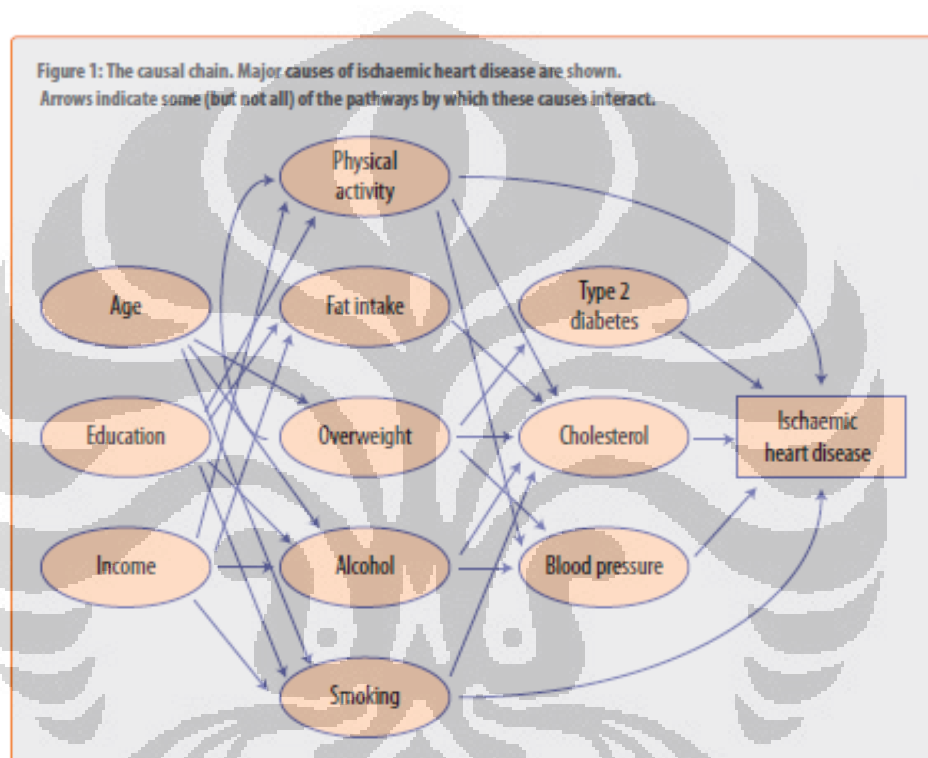 Figure 1: The causal chain. Major causes of ischaemic heart disease are shown.
Arrows indicate some (but not all) of the pathways by which these causes interact.
Physical
activity
Age
Fat intake
Type 2
diabetes
Education
Overweight
Cholesterol
Ischaemic
heart disease
Income
Alcohol
Blood pressure
Smoking